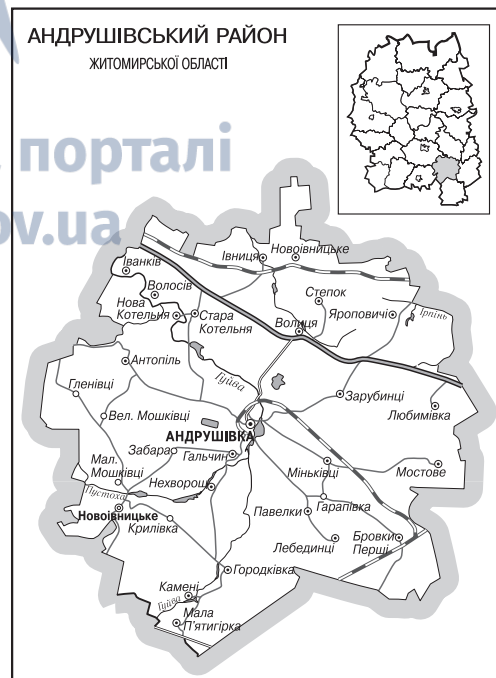 АНДРУШІВСЬКИЙ РАЙОН
ЖИТОМИРСЬКОЇ ОБЛАСТІ
порталі
ov.ua
Іванків
Івниця
Новоівницьке
Волосів
Степок
Нова
Котельня
Стара
Котельня
Яроповичі
Ірпінь
Волиця
Антопіль
Гуйва
Гленівці
Зарубинці
Любимівка
Вел. Мошківці
АНДРУШІВКА
Забара
Гальчин
Міньківці
Мостове
Мал.
Мошківці
Нехворощ
Пустоха
Новоівницьке
Крилівка
Павелки
Гарапівка
Лебединці
Бровки
Перші
Городківка
Камені
Гуйва
Мала
П'ятигірка